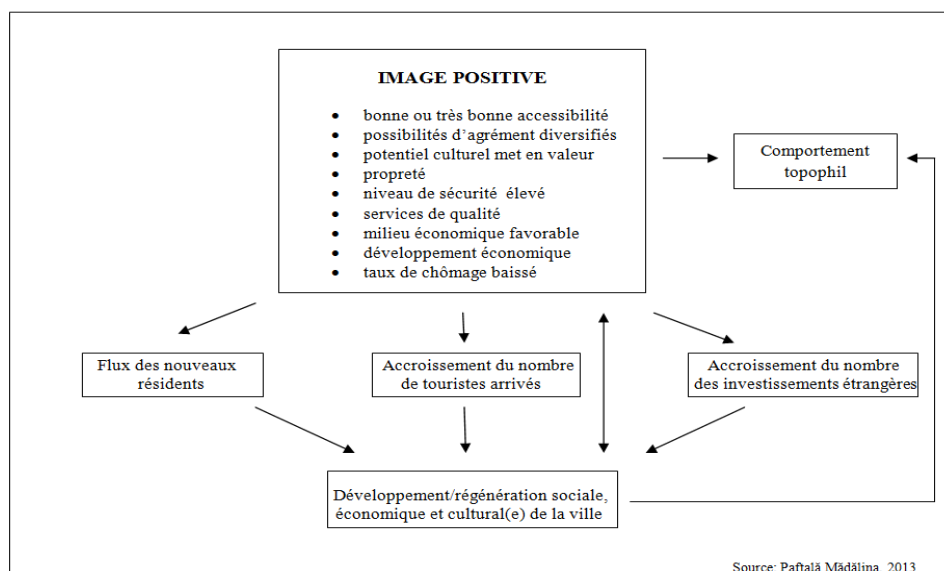 IMAGE POSITIVE
• bonne ou très bonne accessibilité
• possibilités d'agrément diversifiés
• potentiel culturel met en valeur
• propreté
• niveau de sécurité élevé
• services de qualité
• milieu économique favorable
• développement économique
• taux de chômage baissé
Comportement
topophil
Flux des nouveaux
résidents
Accroissement du nombre
de touristes arrivés
Accroissement du nombre
des investissements étrangères
Développement/régénération sociale,
économique et cultural(e) de la ville
Source: Paftală Mădălina, 2013